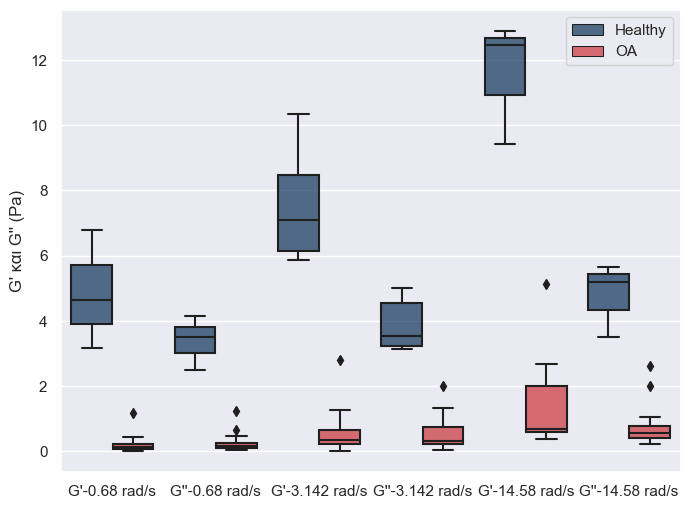 Healthy
OA
G' και G'' (Pa)
12
10
8
6
4
2
0
G'-0.68 rad/s
G''-0.68 rad/s
G'-3.142 rad/s
G''-3.142 rad/s
G'-14.58 rad/s
G''-14.58 rad/s